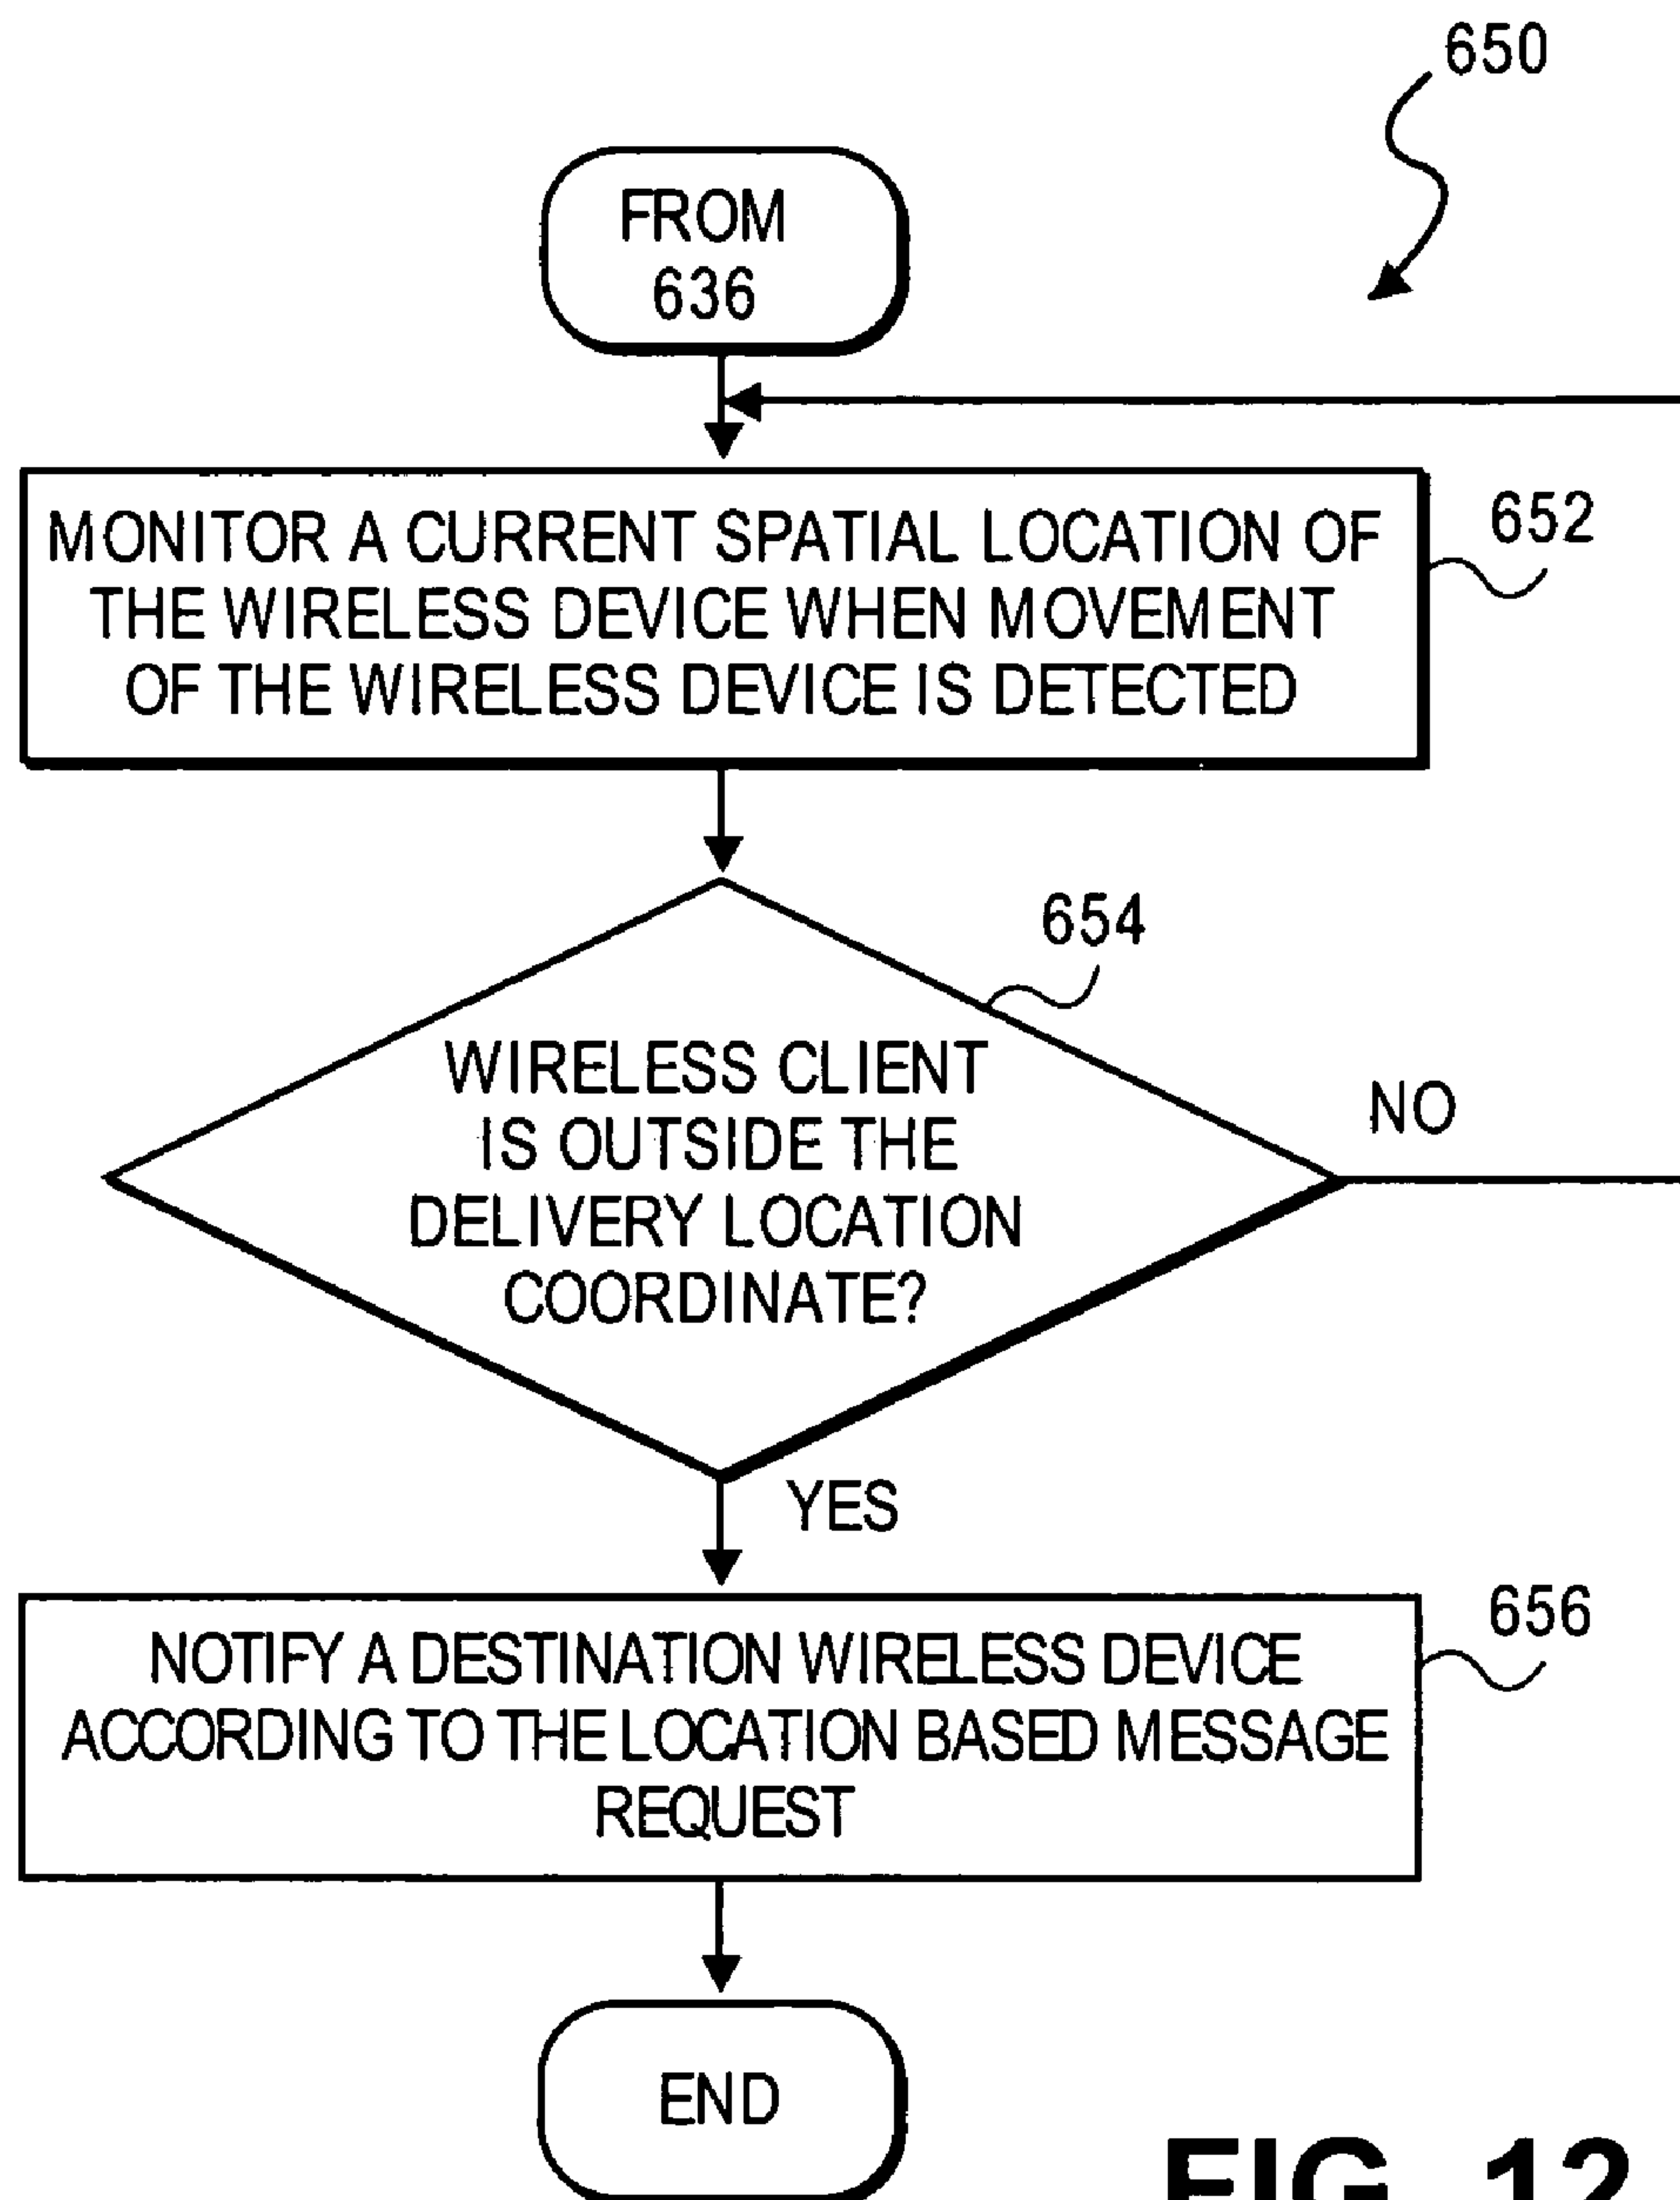 650
FROM
636
MONITOR A CURRENT SPATIAL LOCATION OF
THE WIRELESS DEVICE WHEN MOVEMENT
OF THE WIRELESS DEVICE IS DETECTED
652
654
WIRELESS CLIENT
IS OUTSIDE THE
DELIVERY LOCATION
COORDINATE?
NO
YES
NOTIFY A DESTINATION WIRELESS DEVICE
ACCORDING TO THE LOCATION BASED MESSAGE
REQUEST
656
END
FIG. 12